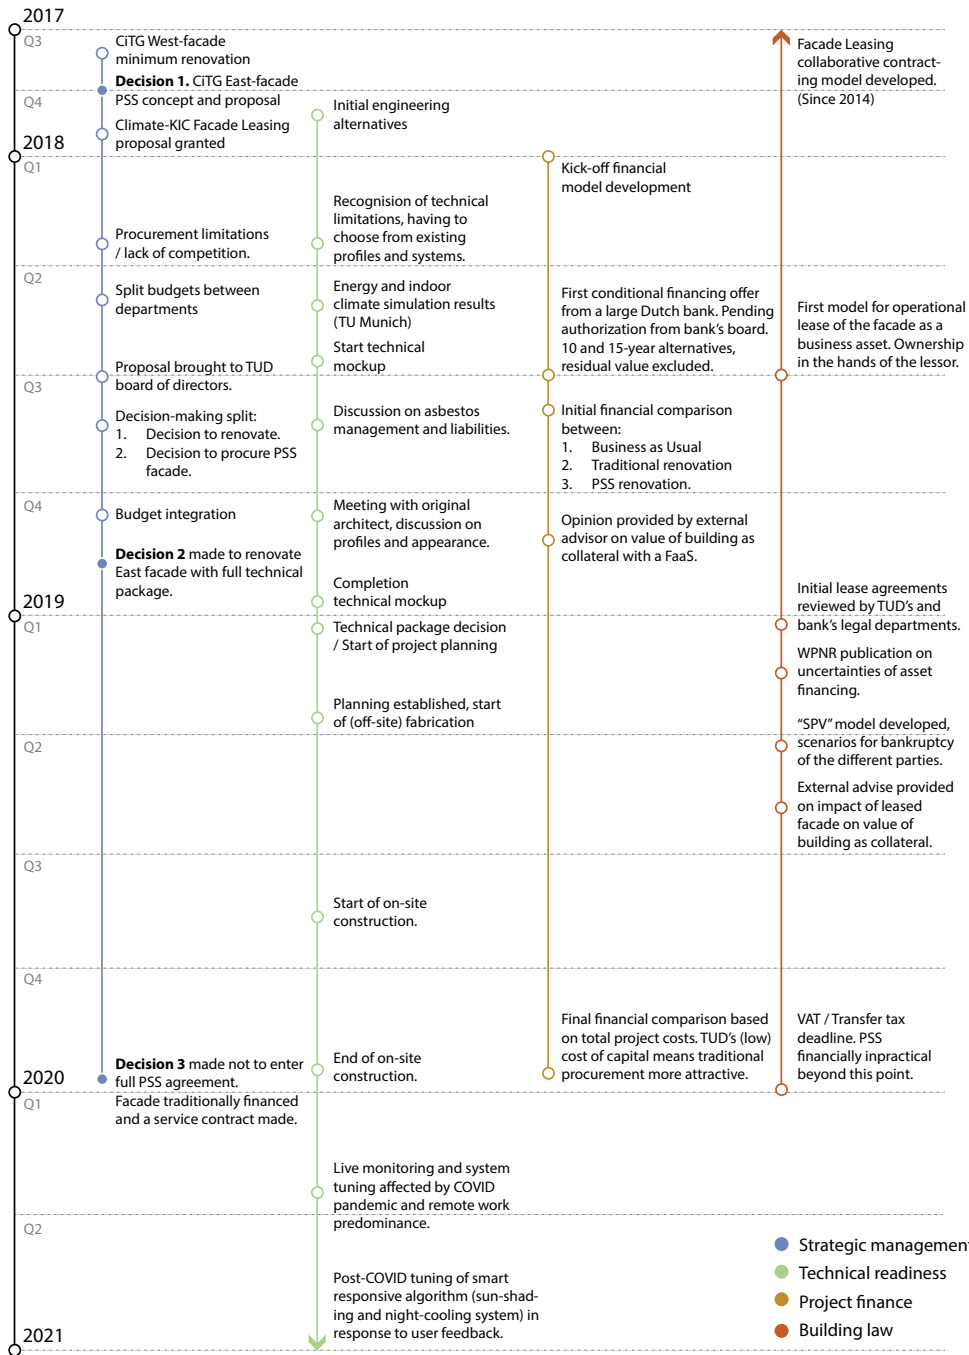 2017
Q3
CiTG West-facade
minimum renovation
Decision 1. CiTG East-facade
PSS concept and proposal
Q4
Climate-KIC Facade Leasing
proposal granted
Initial engineering
alternatives
Facade Leasing
collaborative contract-
ing model developed.
(Since 2014)
2018
Q1
Kick-off financial
model development
Procurement limitations
/ lack of competition.
Recognision of technical
limitations, having to
choose from existing
profiles and systems.
Q2
Split budgets between
departments
Energy and indoor
climate simulation results
(TU Munich)
Start technical
mockup
First conditional financing offer
from a large Dutch bank. Pending
authorization from bank's board.
10 and 15-year alternatives,
residual value excluded.
First model for operational
lease of the facade as a
business asset. Ownership
in the hands of the lessor.
Proposal brought to TUD
board of directors.
Q3
Decision-making split:
1. Decision to renovate.
2. Decision to procure PSS
facade.
Discussion on asbestos
management and liabilities.
Initial financial comparison
between:
1. Business as Usual
2. Traditional renovation
3. PSS renovation.
Q4
Budget integration
Decision 2 made to renovate
East facade with full technical
package.
Meeting with original
architect, discussion on
profiles and appearance.
Completion
technical mockup
Opinion provided by external
advisor on value of building as
collateral with a FaaS.
2019
Q1
Technical package decision
/ Start of project planning
Initial lease agreements
reviewed by TUD's and
bank's legal departments.
WPNR publication on
uncertainties of asset
financing.
Planning established, start
of (off-site) fabrication
Q2
"SPV" model developed,
scenarios for bankruptcy
of the different parties.
External advise provided
on impact of leased
facade on value of
building as collateral.
Q3
Start of on-site
construction.
Q4
Decision 3 made not to enter
full PSS agreement.
Facade traditionally financed
and a service contract made.
End of on-site
construction.
Final financial comparison based
on total project costs. TUD's (low)
cost of capital means traditional
procurement more attractive.
VAT / Transfer tax
deadline. PSS
financially inpractical
beyond this point.
2020
Q1
Live monitoring and system
tuning affected by COVID
pandemic and remote work
predominance.
Q2
Post-COVID tuning of smart
responsive algorithm (sun-shad-
ing and night-cooling system) in
response to user feedback.
2021
Strategic management
Technical readiness
Project finance
Building law